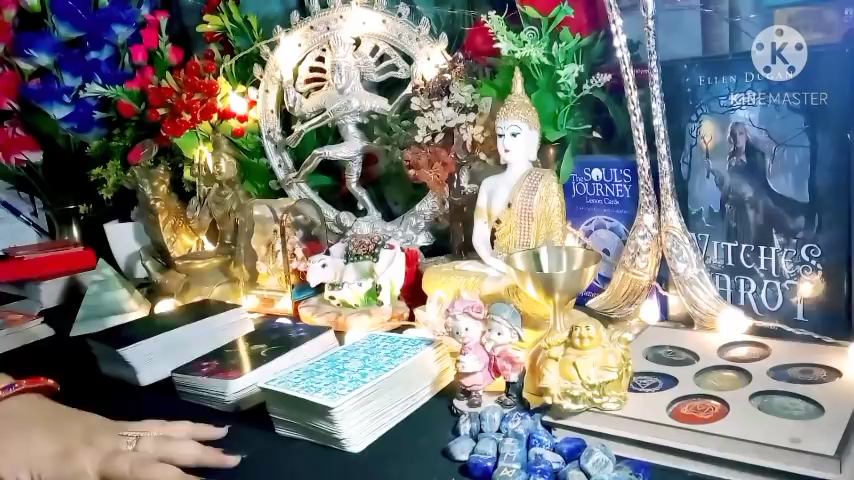 K
KINEMASTER
ELLEN DUGAN
The SOUL'S
JOURNEY
Lesson Cards
WITCHES
TAROT